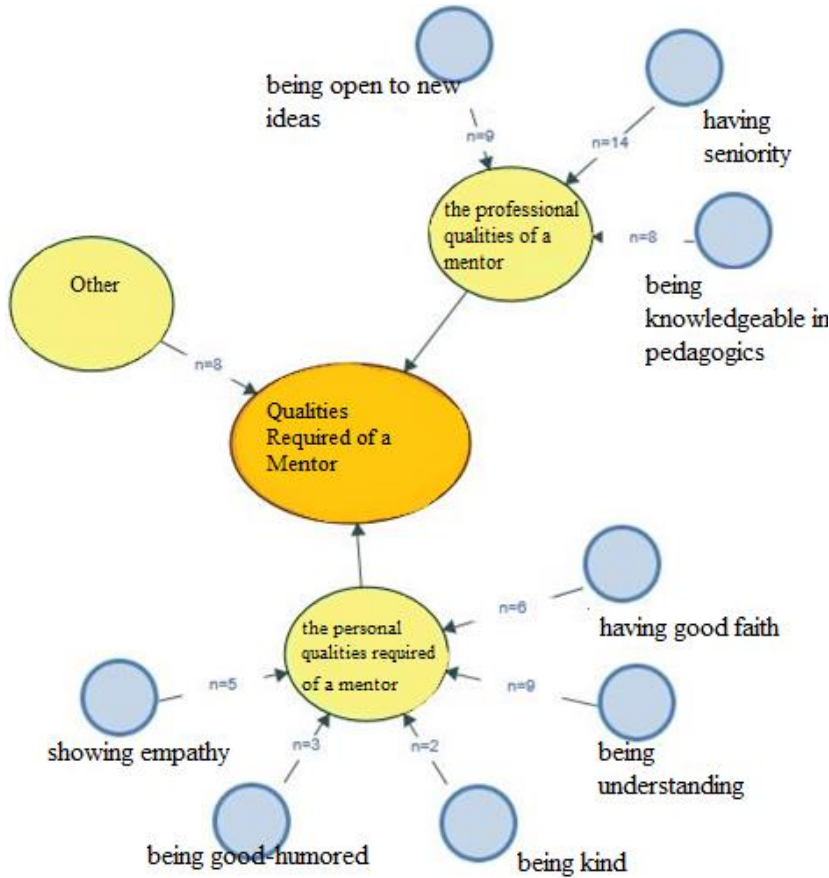 being open to new
ideas
n=9
n=14
having
seniority
the professional
qualities of a
mentor
n=8
being
knowledgeable in
pedagogics
Other
n=8
Qualities
Required of a
Mentor
the personal
qualities required
of a mentor
n=6
having good faith
n=5
showing empathy
n=9
being
understanding
n=3
being good-humored
n=2
being kind